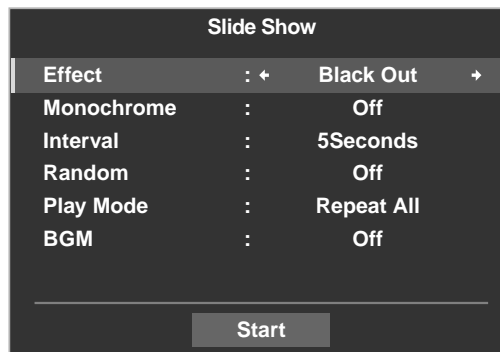 Slide Show
Effect : Black Out
Monochrome : Off
Interval : 5Seconds
Random : Off
Play Mode : Repeat All
BGM : Off
Start